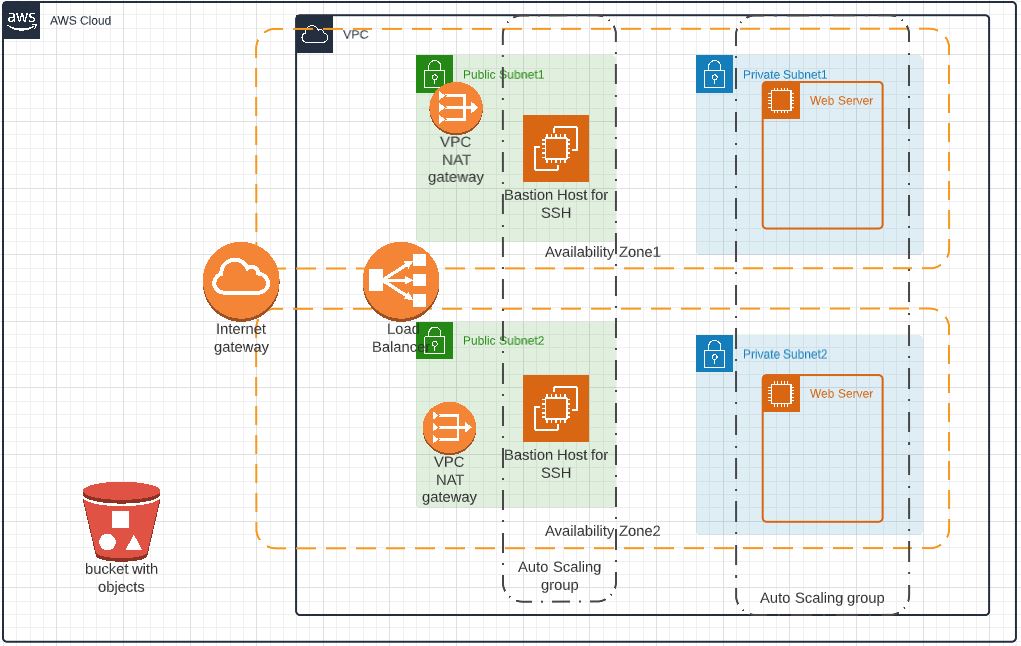 aws
AWS Cloud
VPC
Public Subnet1
VPC
NAT
gateway
Bastion Host for
SSH
Private Subnet1
Web Server
Availability Zone1
Internet
gateway
Load
Balancer
Public Subnet2
VPC
NAT
gateway
Bastion Host for
SSH
Private Subnet2
Web Server
Availability Zone2
bucket with
objects
Auto Scaling
group
Auto Scaling group